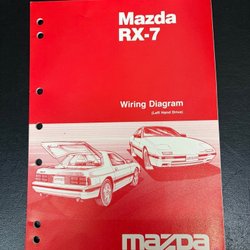 Mazda
RX-7
Wiring Diagram
(Left Hand Drive)
mazda